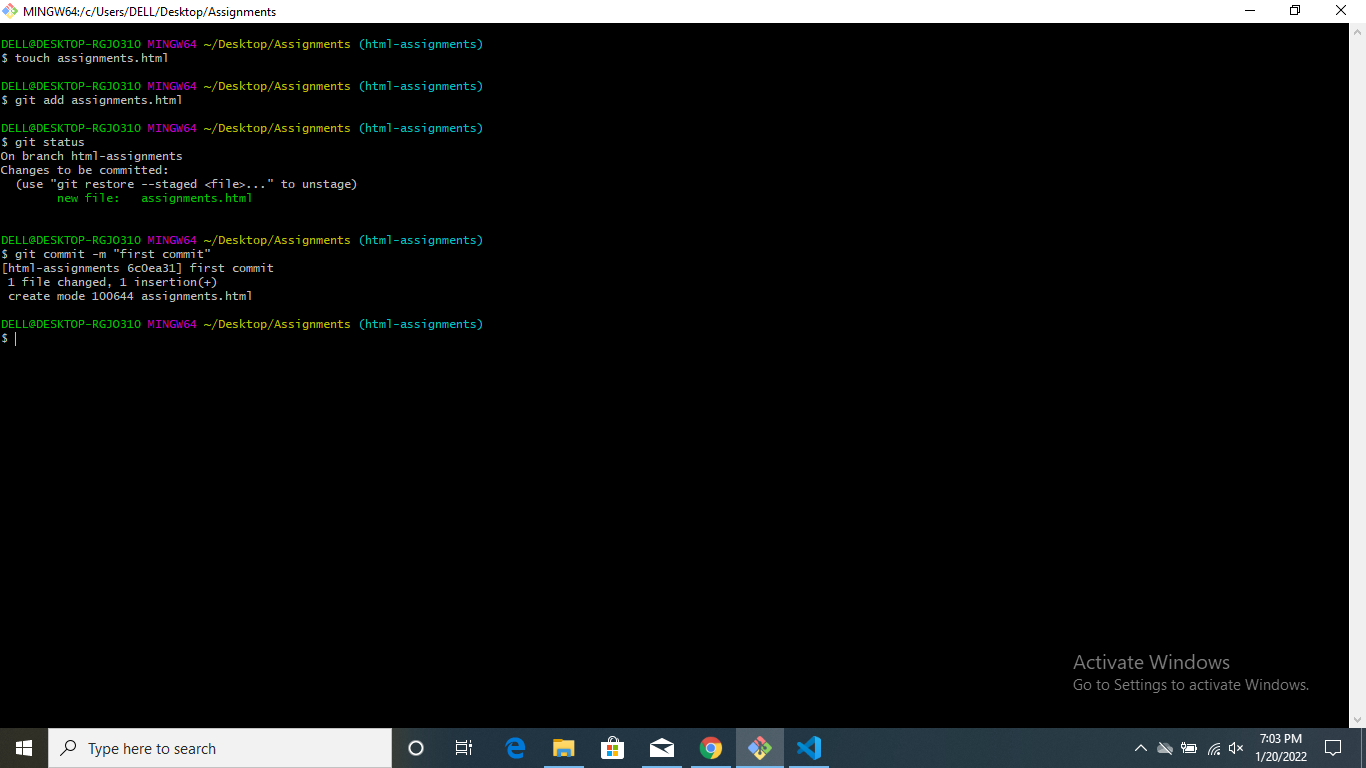 MINGW64:/c/Users/DELL/Desktop/Assignments
DELL@DESKTOP-RGJO31O MINGW64 ~/Desktop/Assignments (html-assignments)
$ touch assignments.html
DELL@DESKTOP-RGJO31O MINGW64 ~/Desktop/Assignments (html-assignments)
$ git add assignments.html
DELL@DESKTOP-RGJO31O MINGW64 ~/Desktop/Assignments (html-assignments)
$ git status
On branch html-assignments
Changes to be committed:
  (use "git restore --staged <file>..." to unstage)
        new file:   assignments.html
DELL@DESKTOP-RGJO31O MINGW64 ~/Desktop/Assignments (html-assignments)
$ git commit -m "first commit"
[html-assignments 6c0ea31] first commit
 1 file changed, 1 insertion(+)
 create mode 100644 assignments.html
DELL@DESKTOP-RGJO31O MINGW64 ~/Desktop/Assignments (html-assignments)
$
Activate Windows
Go to Settings to activate Windows.
Type here to search
7:03 PM
1/20/2022